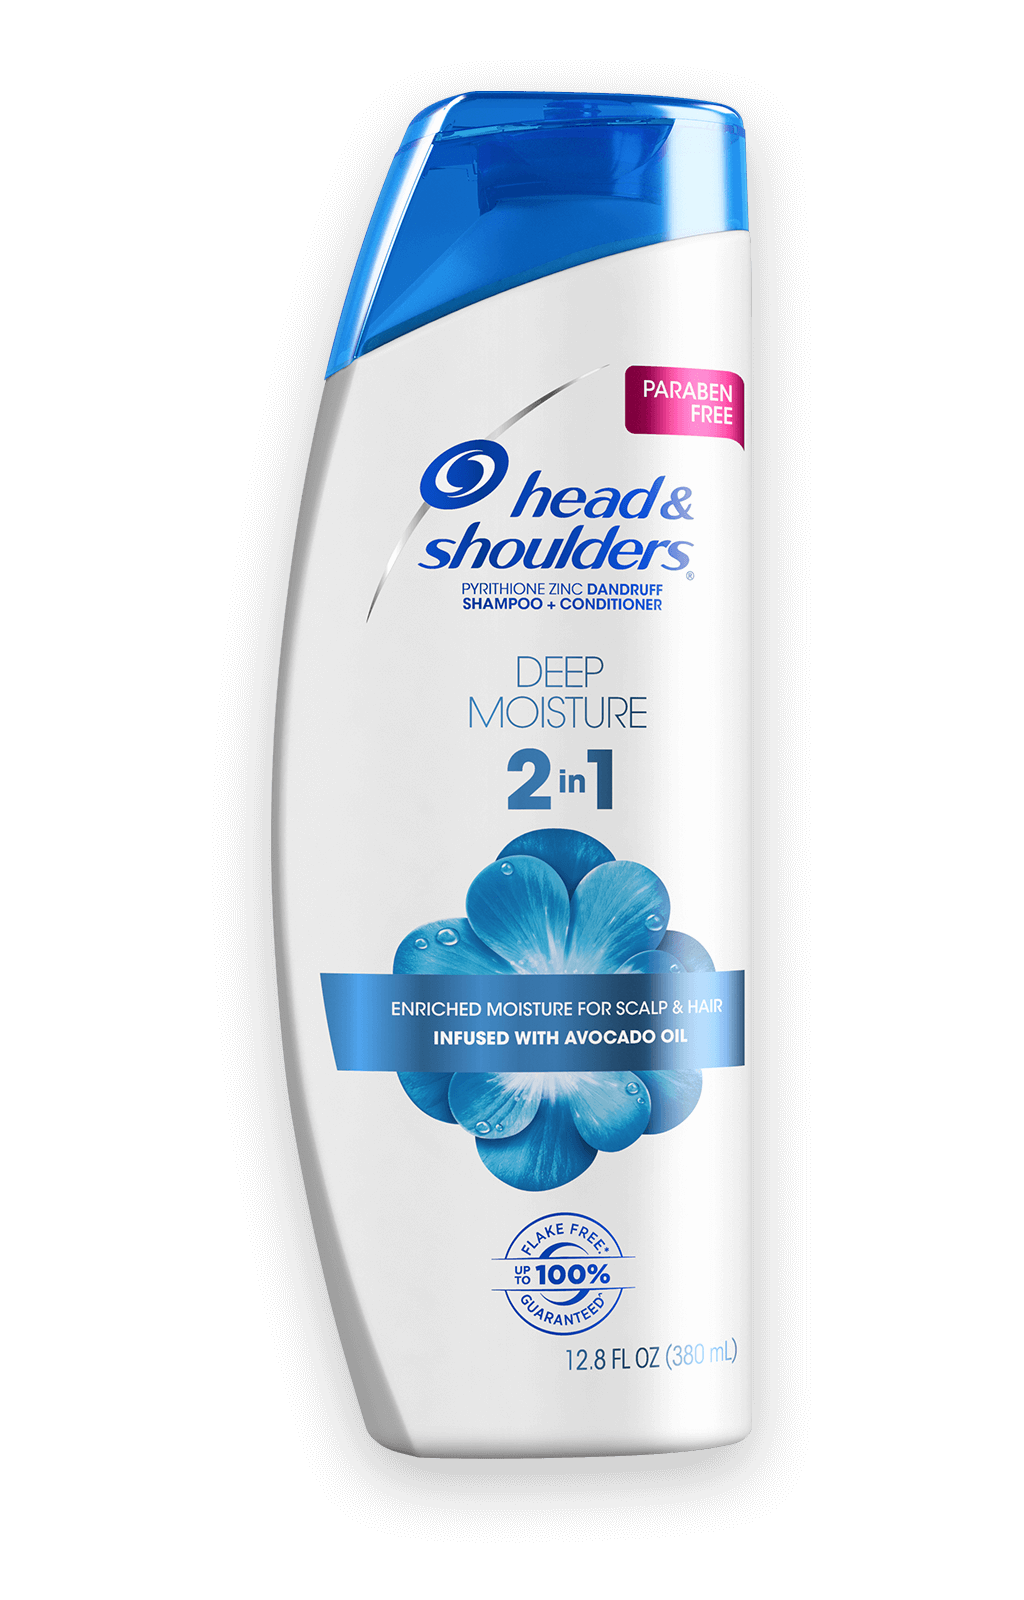 PARABEN
FREE
head &
shoulders®
PYRITHIONE ZINC DANDRUFF
SHAMPOO + CONDITIONER
DEEP
MOISTURE
2 in 1
ENRICHED MOISTURE FOR SCALP & HAIR
INFUSED WITH AVOCADO OIL
FLAKE FREE.*
UP TO 100%
GUARANTEED^
12.8 FL OZ (380 mL)